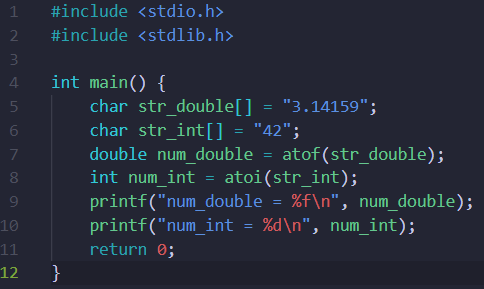 1 #include <stdio.h>
2 #include <stdlib.h>
3
4 int main() {
5     char str_double[] = "3.14159";
6     char str_int[] = "42";
7     double num_double = atof(str_double);
8     int num_int = atoi(str_int);
9     printf("num_double = %f\n", num_double);
10     printf("num_int = %d\n", num_int);
11     return 0;
12 }